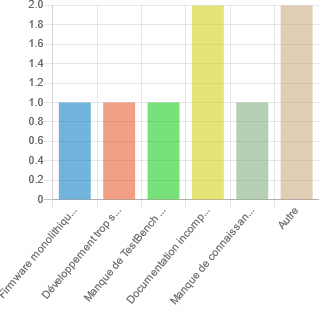 2.0
1.8
1.6
1.4
1.2
1.0
0.8
0.6
0.4
0.2
0
Firmware monolithiqu...
Développement trop s...
Manque de TestBench ...
Documentation incomp...
Manque de connaissan...
Autre